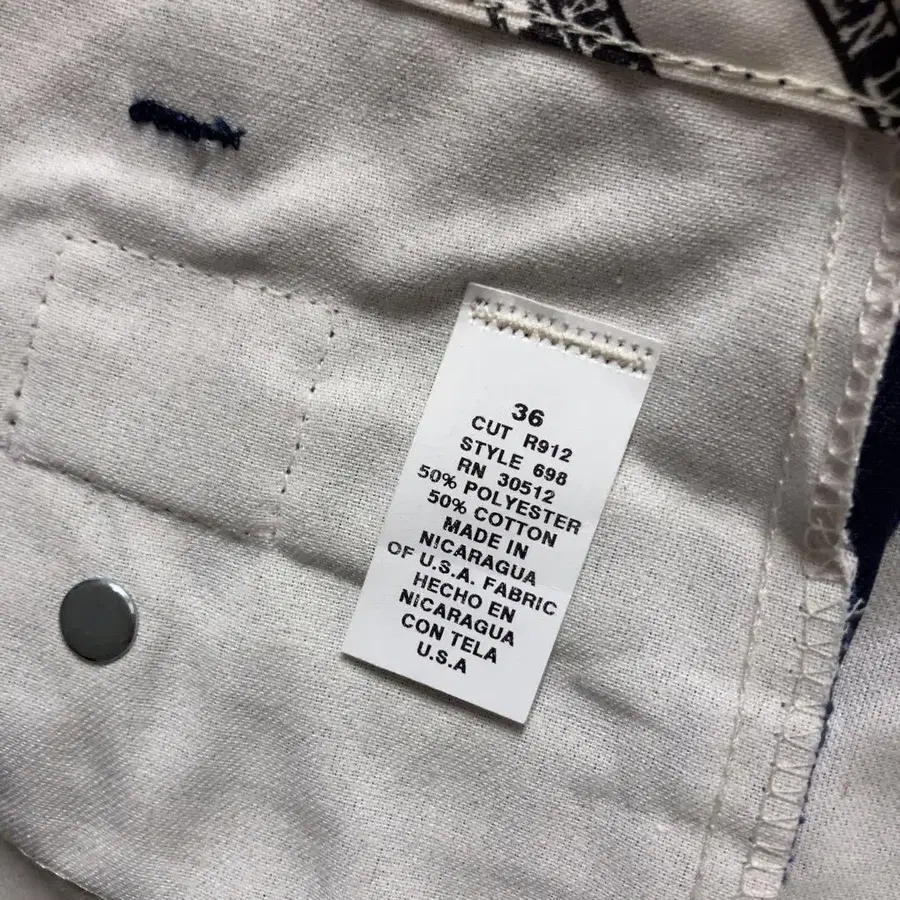 36
CUT R912
STYLE 698
RN 30512
50% POLYESTER
50% COTTON
MADE IN
NICARAGUA
OF U.S.A. FABRIC
HECHO EN
NICARAGUA
CON TELA
U.S.A